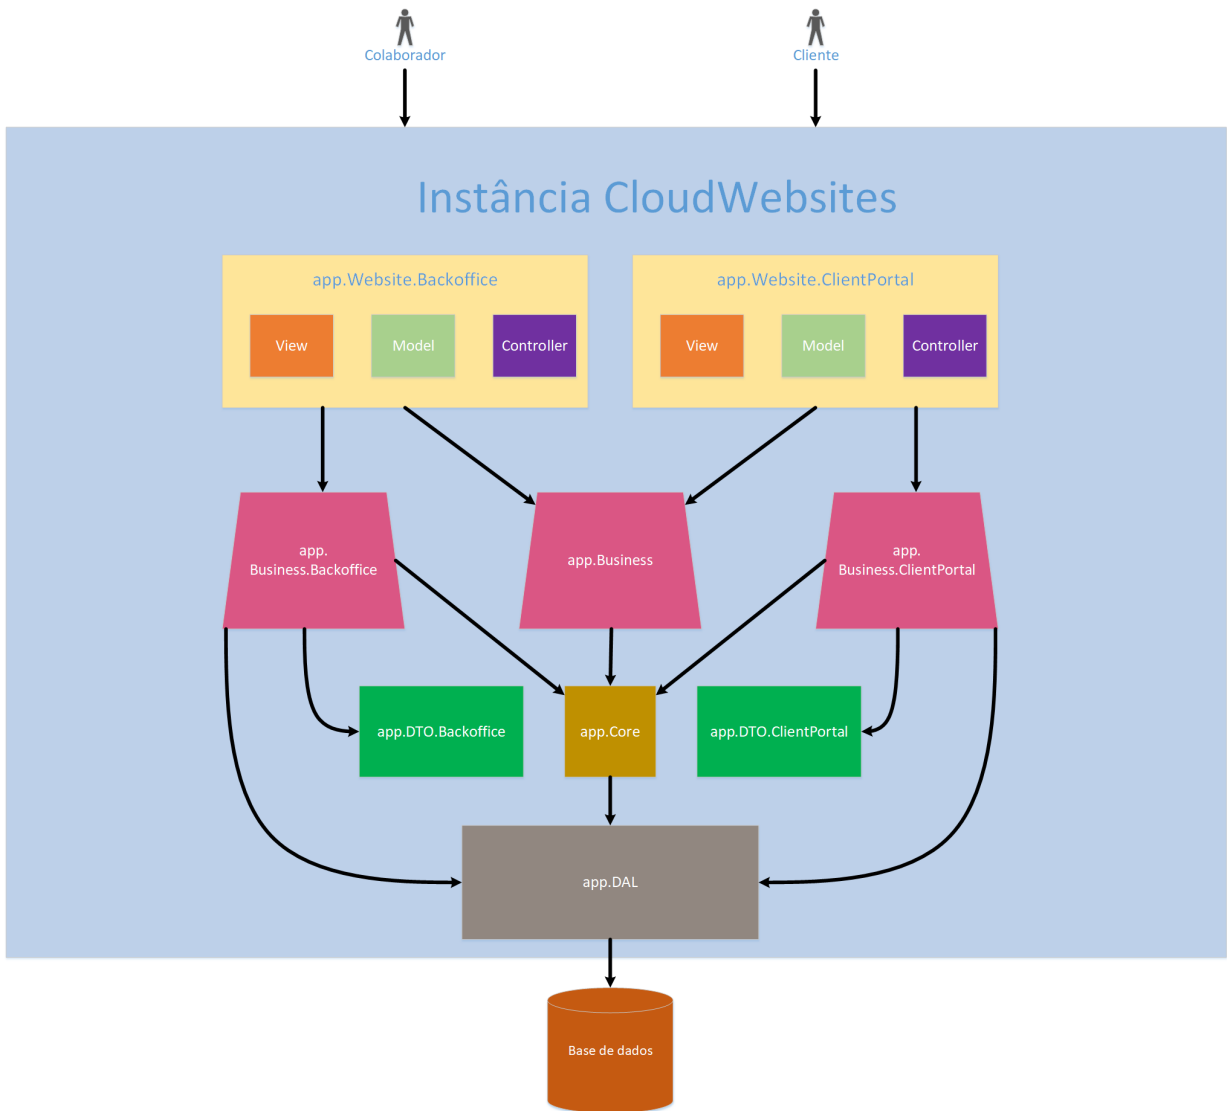 Colaborador
Cliente
Instância CloudWebsites
app.Website.Backoffice
View
Model
Controller
app.Website.ClientPortal
View
Model
Controller
app.
Business.Backoffice
app.Business
app.
Business.ClientPortal
app.DTO.Backoffice
app.Core
app.DTO.ClientPortal
app.DAL
Base de dados